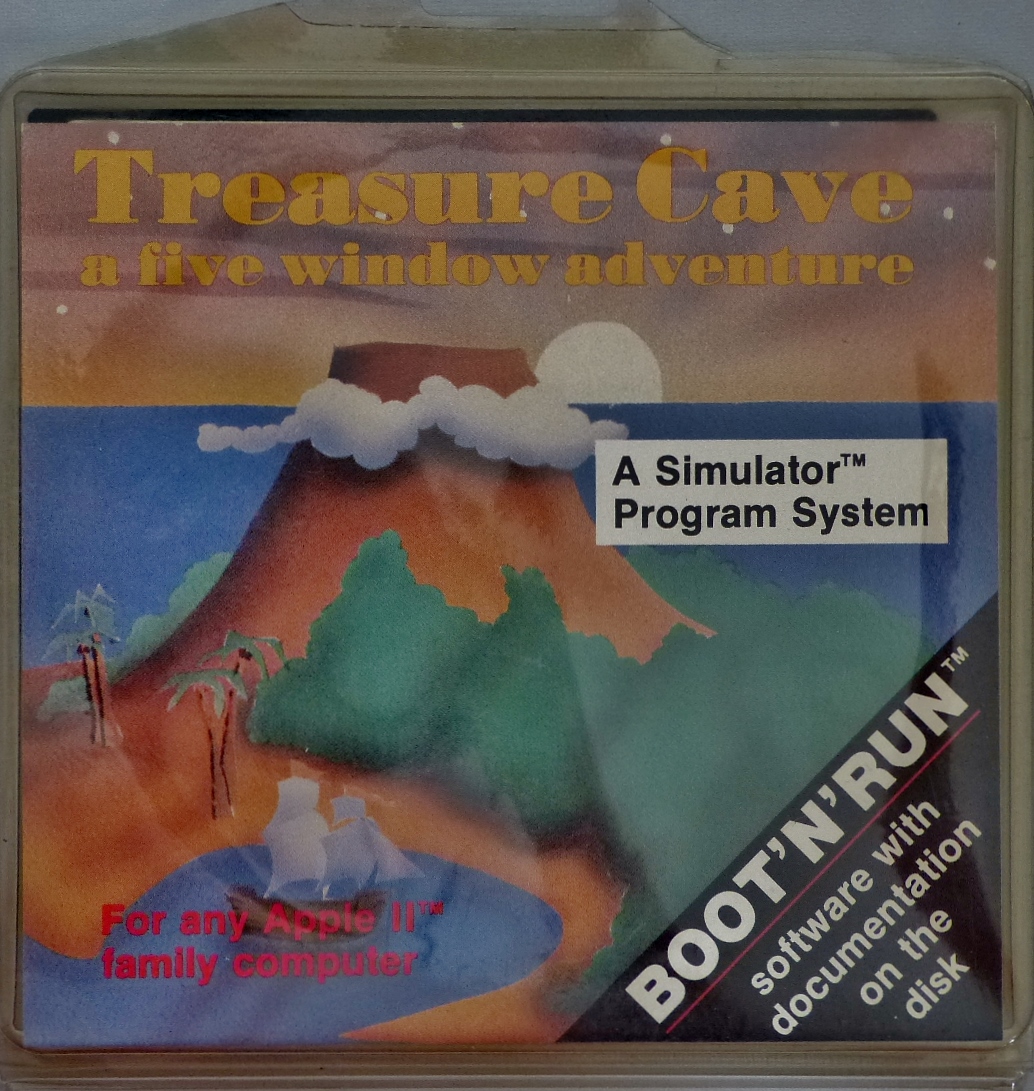 Treasure Cave
a five window adventure
A Simulator™
Program System
BOOT'N'RUN™
software with
documentation
on the
disk
For any Apple II™
family computer